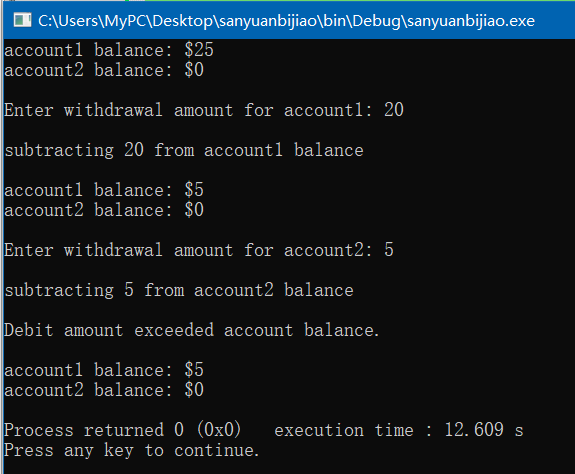 C:\Users\MyPC\Desktop\sanyuanbijiao\bin\Debug\sanyuanbijiao.exe
account1 balance: $25
account2 balance: $0
Enter withdrawal amount for account1: 20
subtracting 20 from account1 balance
account1 balance: $5
account2 balance: $0
Enter withdrawal amount for account2: 5
subtracting 5 from account2 balance
Debit amount exceeded account balance.
account1 balance: $5
account2 balance: $0
Process returned 0 (0x0)   execution time : 12.609 s
Press any key to continue.